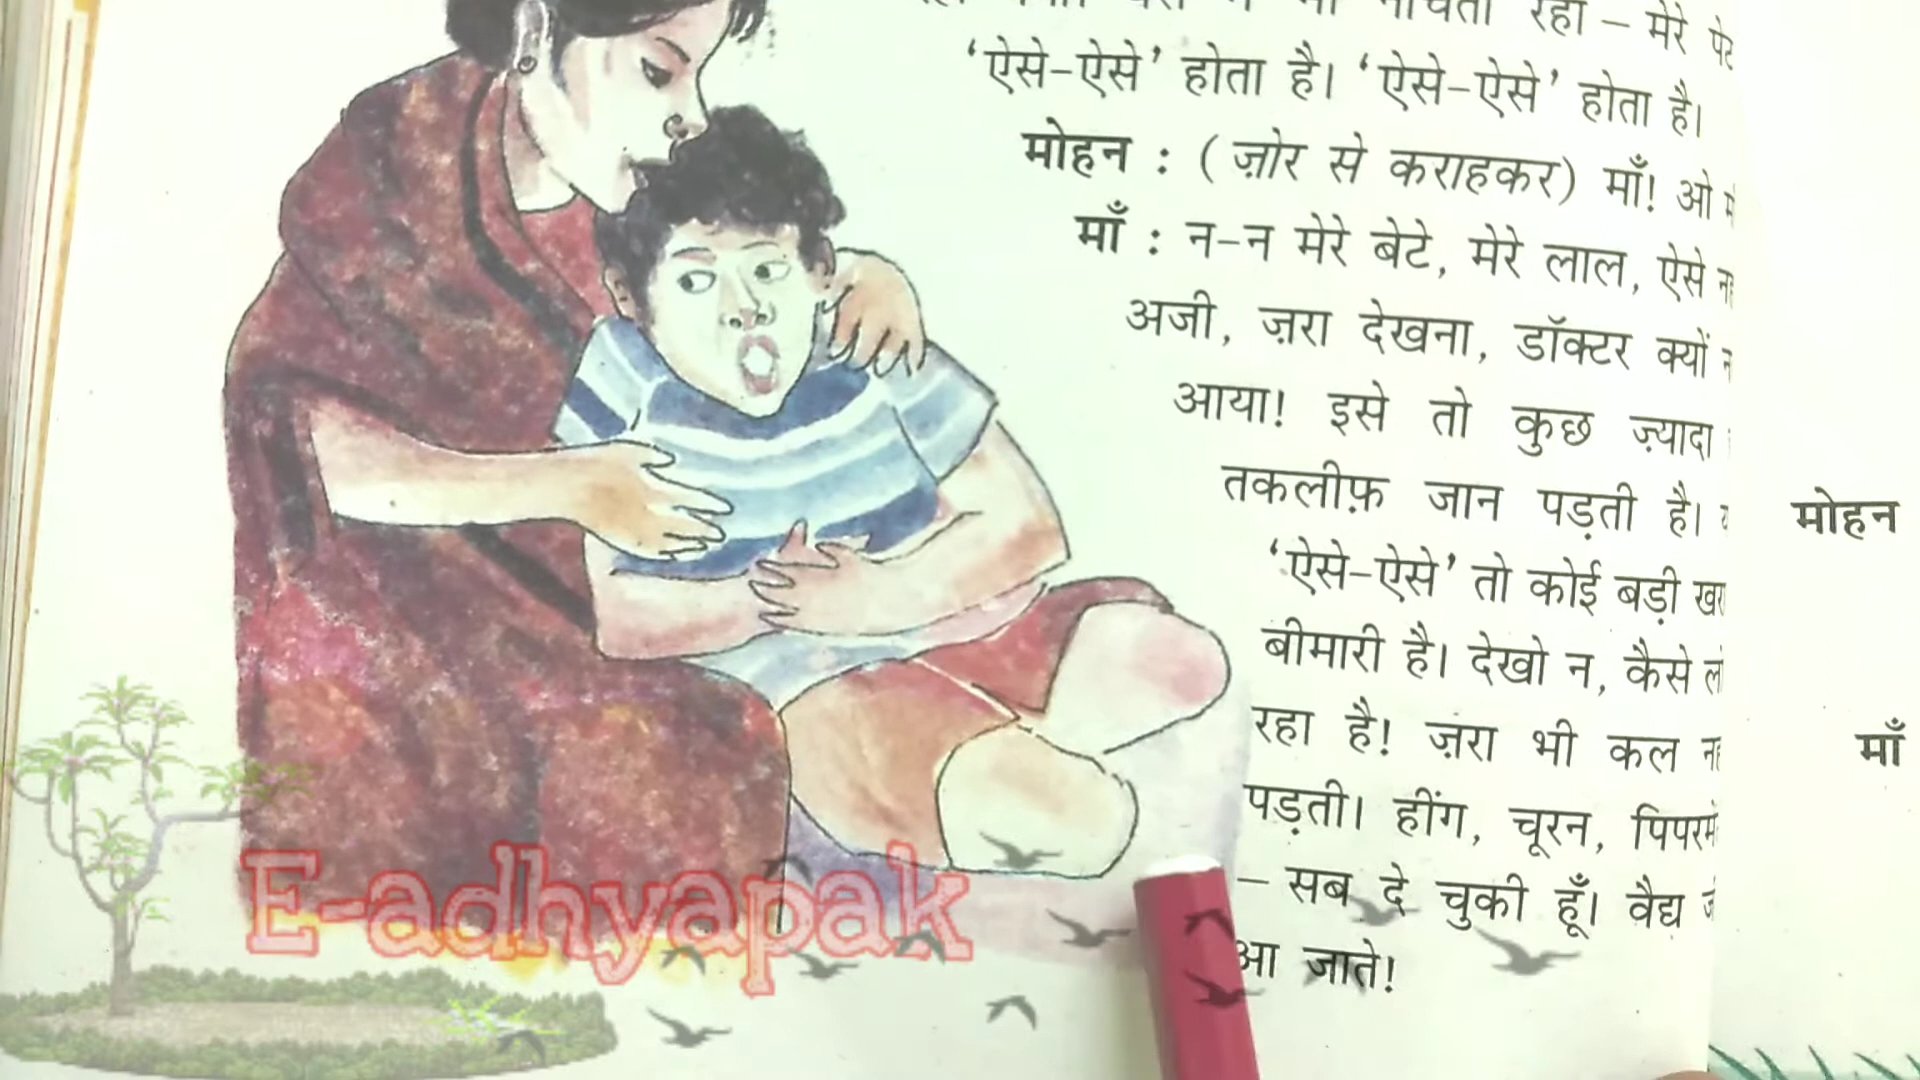 रहा – मेरे पेट
‘ऐसे-ऐसे’ होता है। ‘ऐसे-ऐसे’ होता है।
मोहन : ( ज़ोर से कराहकर) माँ! ओ
माँ : न-न मेरे बेटे, मेरे लाल, ऐसे
अजी, ज़रा देखना, डॉक्टर क्यों
आया! इसे तो कुछ ज़्यादा
तकलीफ़ जान पड़ती है।
‘ऐसे-ऐसे’ तो कोई बड़ी
बीमारी है। देखो न, कैसे
रहा है! ज़रा भी कल
पड़ती। हींग, चूरन,
– सब दे चुकी हूँ। वैद्य
आ जाते!
मोहन
माँ
E-adhyapak